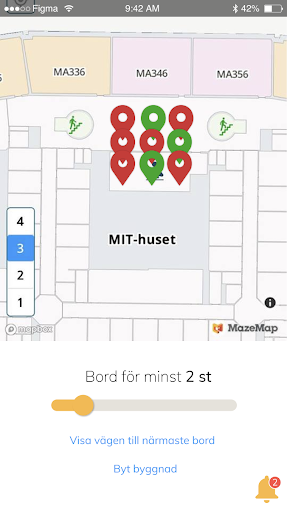 Figma 9:42 AM 42%
MA336 MA346 MA356
MIT-huset
4
3
2
1
mapbox
i
MazeMap
Bord för minst 2 st
Visa vägen till närmaste bord
Byt byggnad
2